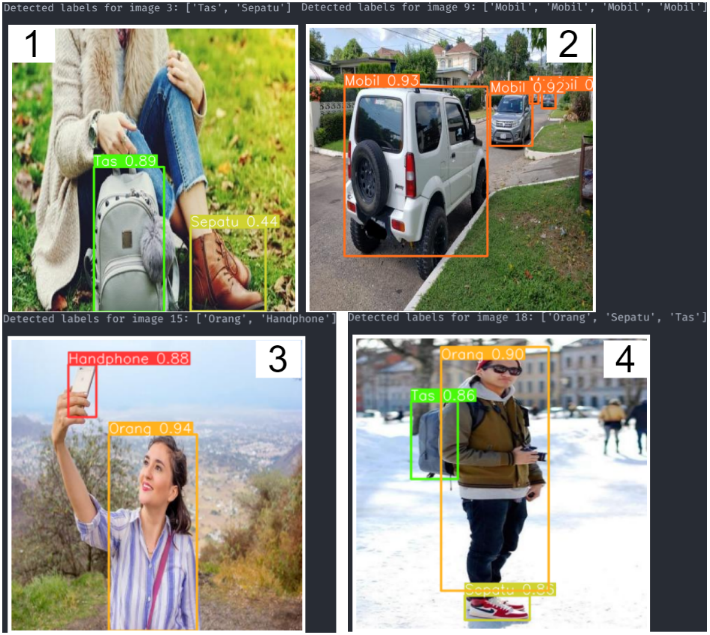 Detected labels for image 3: ['Tas', 'Sepatu']
1
Tas 0.89
Sepatu 0.44
Detected labels for image 9: ['Mobil', 'Mobil', 'Mobil', 'Mobil']
2
Mobil 0.93
Mobil 0.92
Detected labels for image 15: ['Orang', 'Handphone']
3
Handphone 0.88
Orang 0.94
Detected labels for image 18: ['Orang', 'Sepatu', 'Tas']
4
Orang 0.90
Tas 0.86
Sepatu